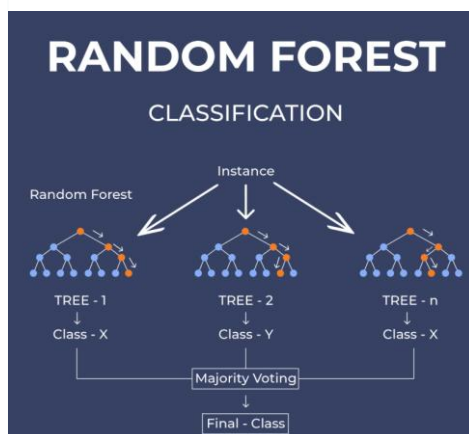 RANDOM FOREST
CLASSIFICATION
Instance
Random Forest
TREE - 1
TREE - 2
TREE - n
Class - X
Class - Y
Class - X
Majority Voting
Final - Class